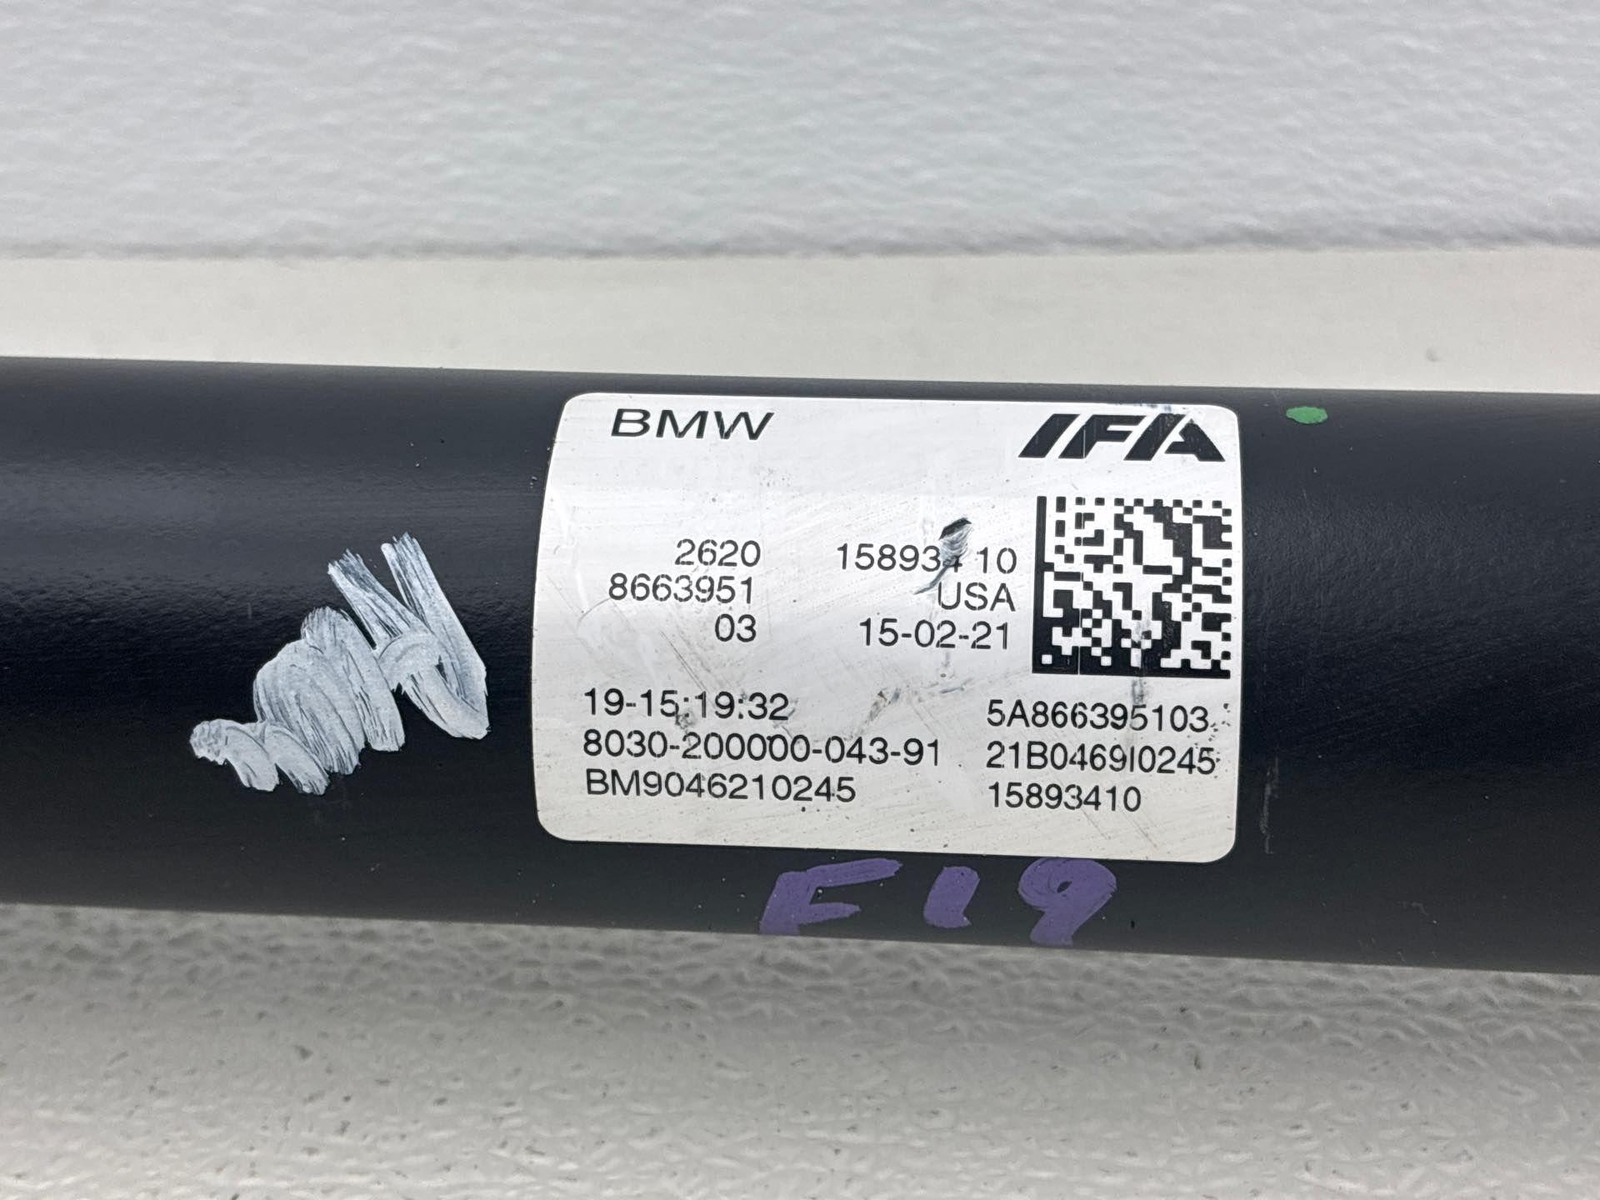 BMW IFA
2620 15893410
8663951 USA
03 15-02-21
19-15:19:32 5A866395103
8030-200000-043-91 21B0469I0245
BM9046210245 15893410
F19